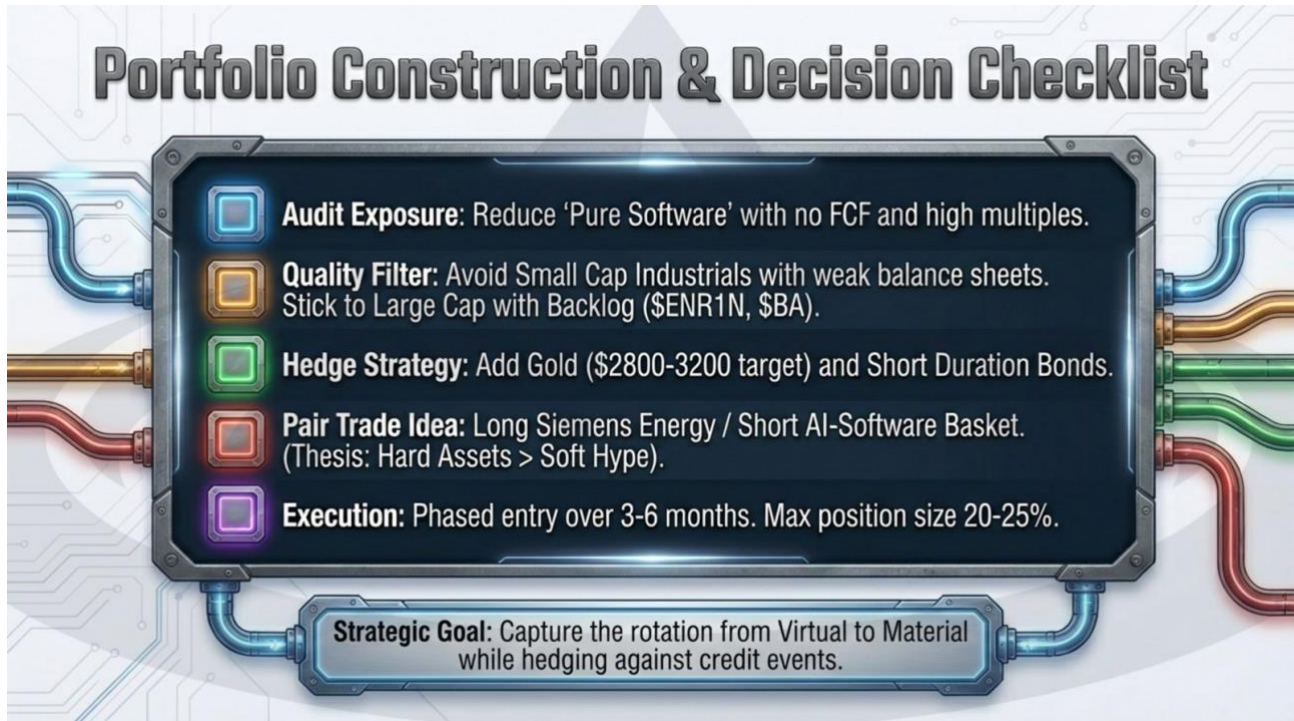 Portfolio Construction & Decision Checklist
Audit Exposure: Reduce ‘Pure Software’ with no FCF and high multiples.
Quality Filter: Avoid Small Cap Industrials with weak balance sheets.
Stick to Large Cap with Backlog ($ENR1N, $BA).
Hedge Strategy: Add Gold ($2800-3200 target) and Short Duration Bonds.
Pair Trade Idea: Long Siemens Energy / Short AI-Software Basket.
(Thesis: Hard Assets > Soft Hype).
Execution: Phased entry over 3-6 months. Max position size 20-25%.
Strategic Goal: Capture the rotation from Virtual to Material
while hedging against credit events.